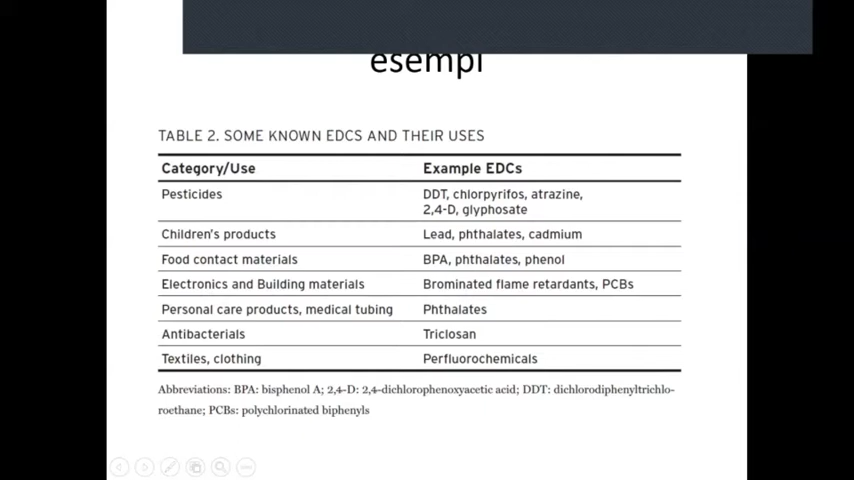 esempi
TABLE 2. SOME KNOWN EDCS AND THEIR USES
Category/Use Example EDCs
Pesticides DDT, chlorpyrifos, atrazine,
2,4-D, glyphosate
Children's products Lead, phthalates, cadmium
Food contact materials BPA, phthalates, phenol
Electronics and Building materials Brominated flame retardants, PCBs
Personal care products, medical tubing Phthalates
Antibacterials Triclosan
Textiles, clothing Perfluorochemicals
Abbreviations: BPA: bisphenol A; 2,4-D: 2,4-dichlorophenoxyacetic acid; DDT: dichlorodiphenyltrichlo-
roethane; PCBs: polychlorinated biphenyls